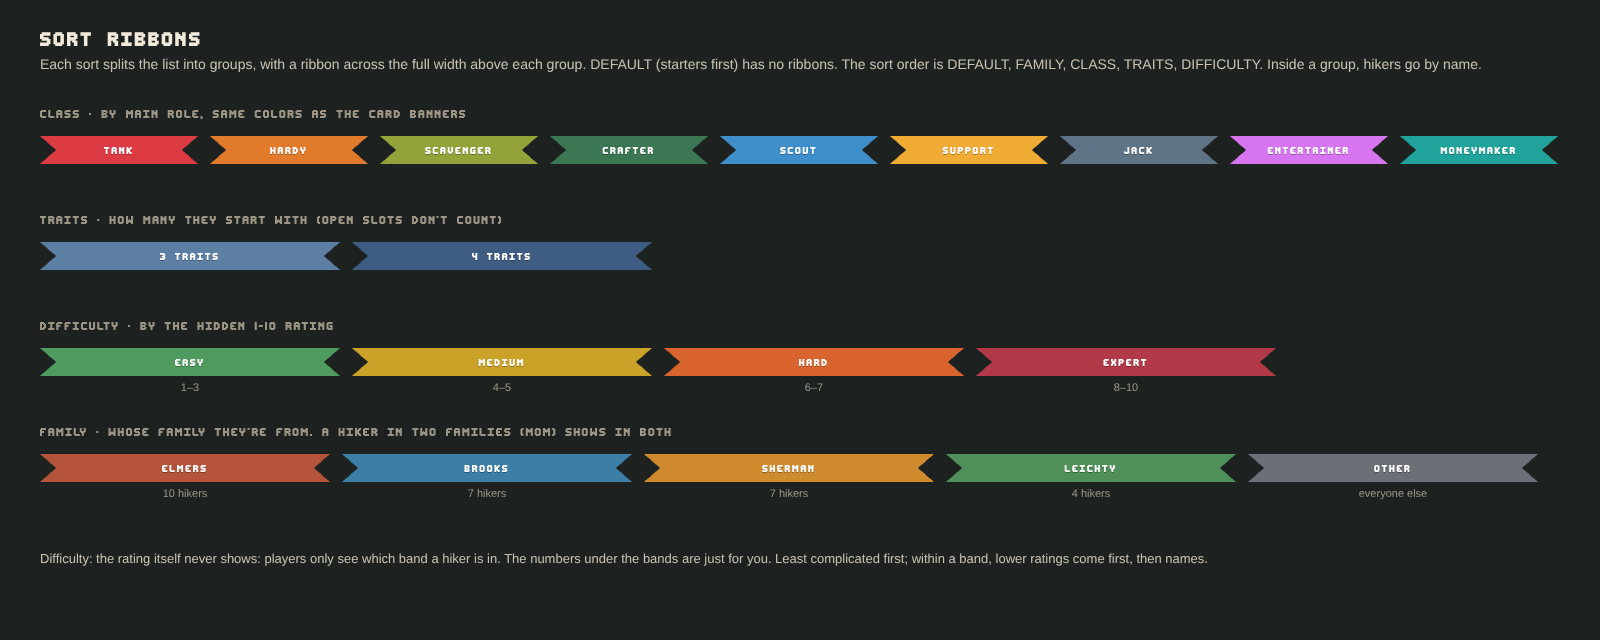 SORT RIBBONS
Each sort splits the list into groups, with a ribbon across the full width above each group. DEFAULT (starters first) has no ribbons. The sort order is DEFAULT, FAMILY, CLASS, TRAITS, DIFFICULTY. Inside a group, hikers go by name.
CLASS · BY MAIN ROLE, SAME COLORS AS THE CARD BANNERS
TANK HARDY SCAVENGER CRAFTER SCOUT SUPPORT JACK ENTERTAINER MONEYMAKER
TRAITS · HOW MANY THEY START WITH (OPEN SLOTS DON'T COUNT)
3 TRAITS 4 TRAITS
DIFFICULTY · BY THE HIDDEN 1-10 RATING
EASY MEDIUM HARD EXPERT
1–3 4–5 6–7 8–10
FAMILY · WHOSE FAMILY THEY'RE FROM. A HIKER IN TWO FAMILIES (MOM) SHOWS IN BOTH
ELMERS BROOKS SHERMAN LEICHTY OTHER
10 hikers 7 hikers 7 hikers 4 hikers everyone else
Difficulty: the rating itself never shows: players only see which band a hiker is in. The numbers under the bands are just for you. Least complicated first; within a band, lower ratings come first, then names.